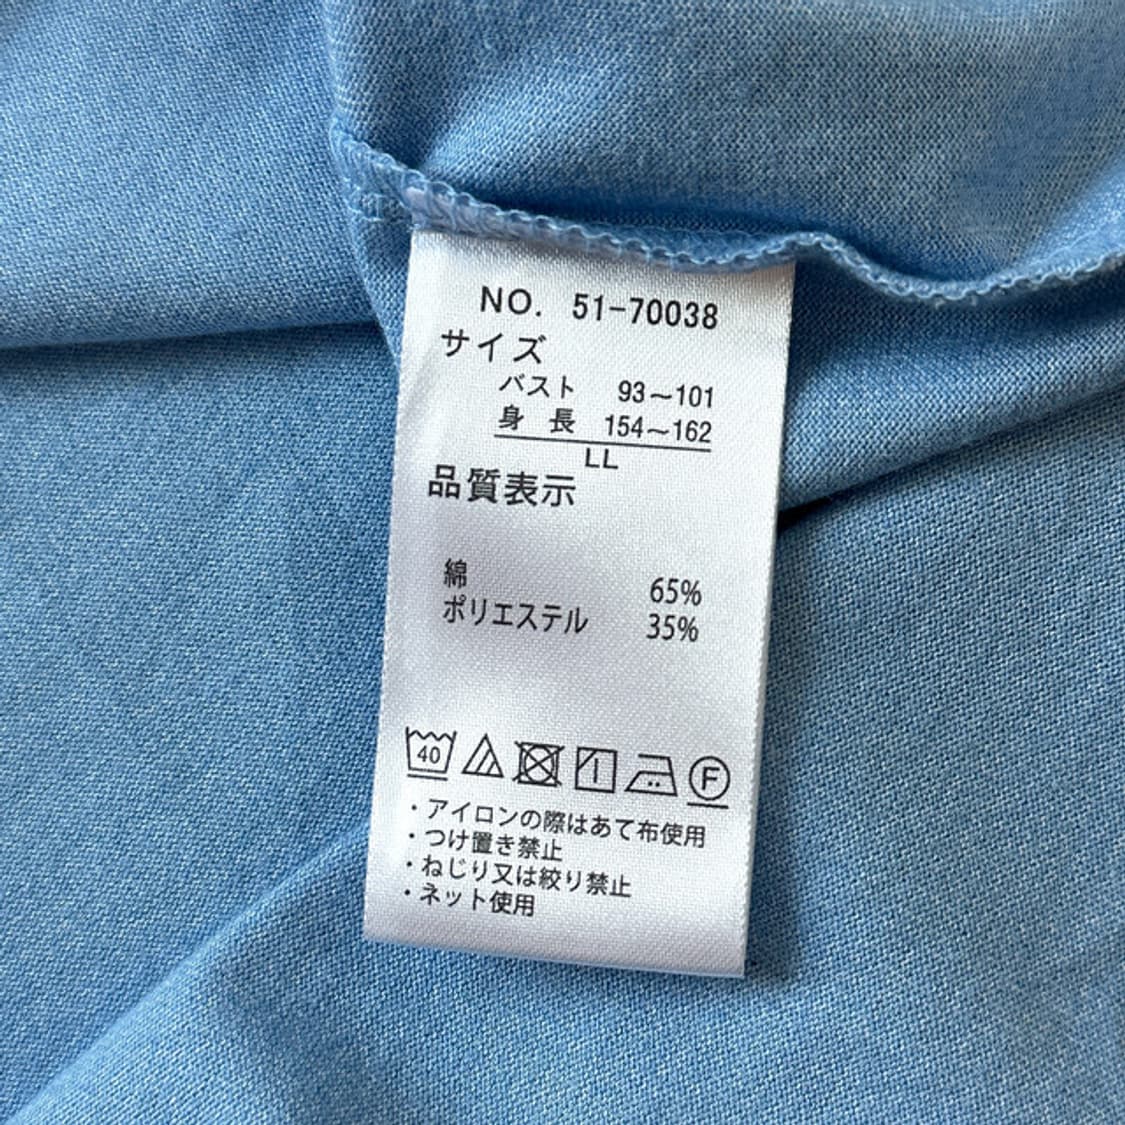 NO. 51-70038
サイズ
バスト 93~101
身 長 154~162
LL
品質表示
綿 65%
ポリエステル 35%
40 F
・アイロンの際はあて布使用
・つけ置き禁止
・ねじり又は絞り禁止
・ネット使用